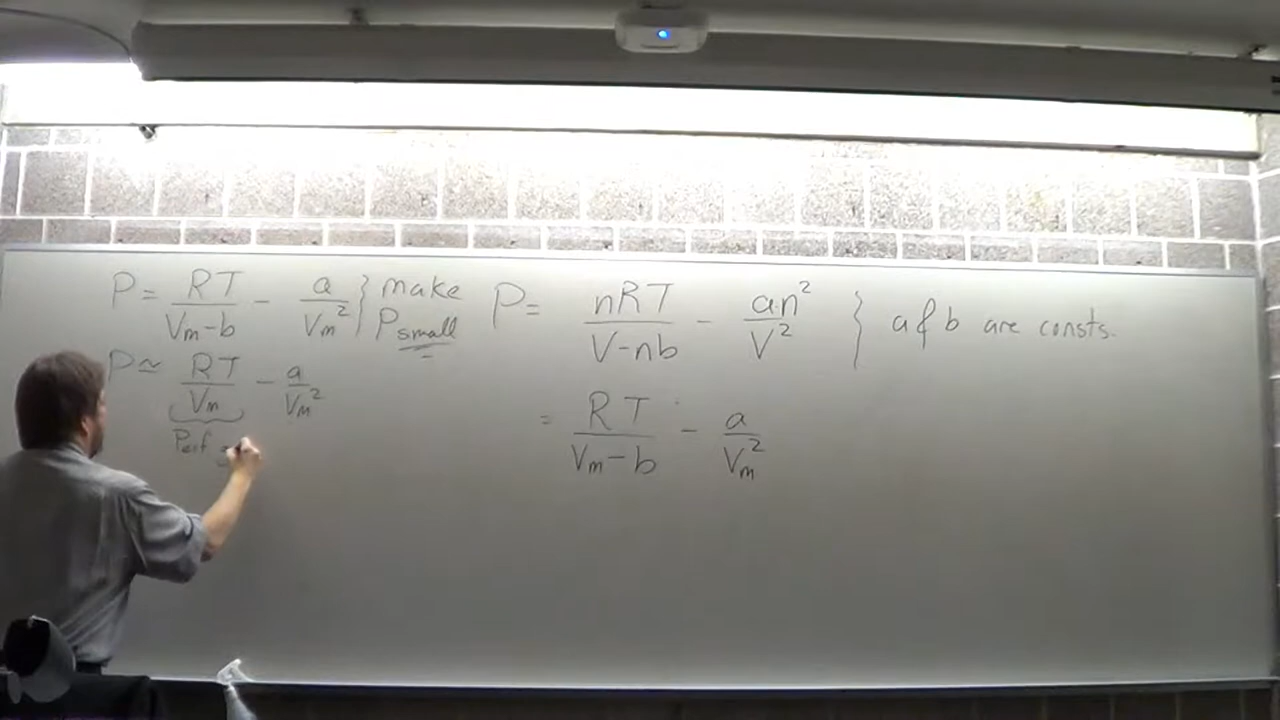 P = RT/(Vm-b) - a/Vm² } make P small
P ≃ RT/Vm - a/Vm²
Perf
P = nRT/(V-nb) - an²/V² } a & b are consts.
= RT/(Vm-b) - a/Vm²